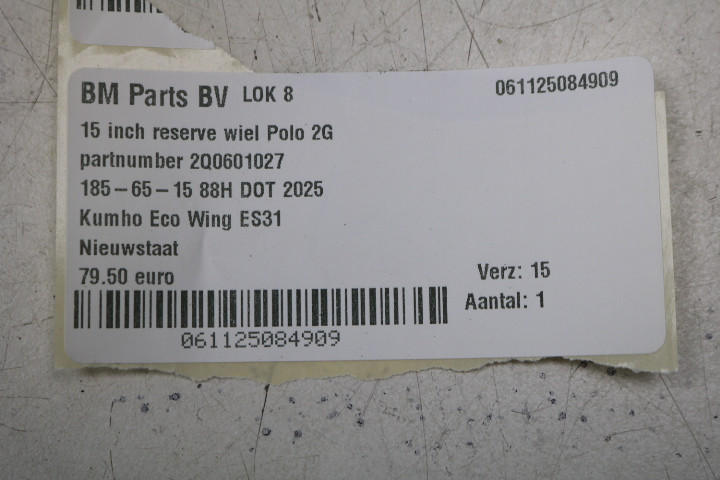 BM Parts BV LOK 8 061125084909
15 inch reserve wiel Polo 2G
partnumber 2Q0601027
185-65-15 88H DOT 2025
Kumho Eco Wing ES31
Nieuwstaat
79.50 euro
Verz: 15
Aantal: 1
061125084909